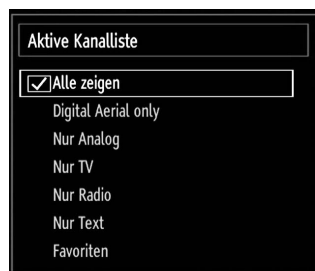 Aktive Kanalliste
Alle zeigen
Digital Aerial only
Nur Analog
Nur TV
Nur Radio
Nur Text
Favoriten